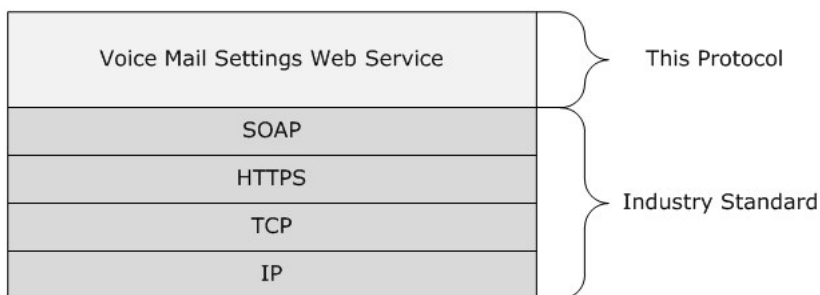 Voice Mail Settings Web Service
This Protocol
SOAP
HTTPS
TCP
IP
Industry Standard